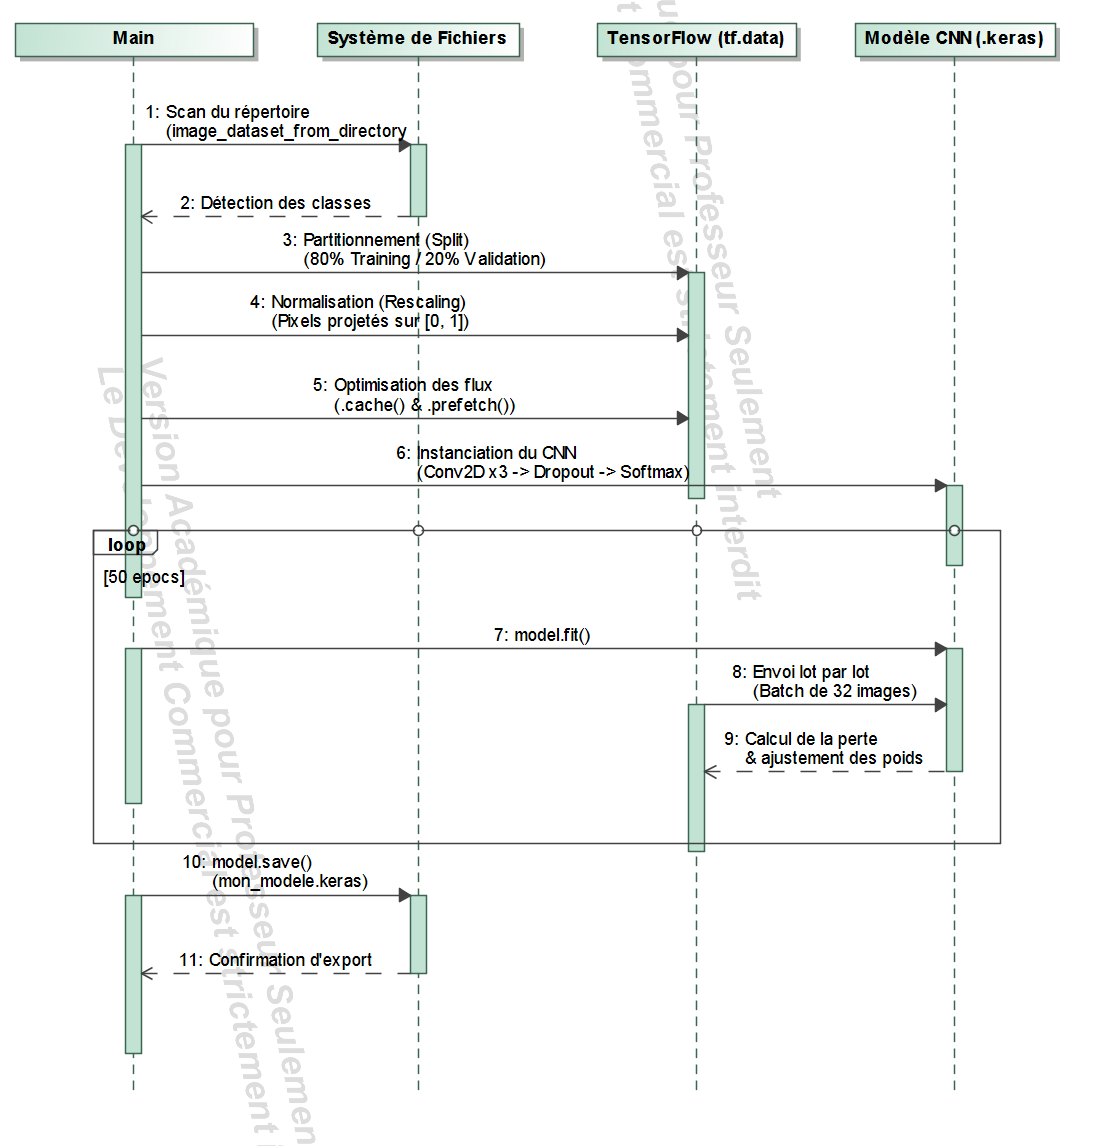 Main
Système de Fichiers
TensorFlow (tf.data)
Modèle CNN (.keras)
1: Scan du répertoire
(image_dataset_from_directory
2: Détection des classes
3: Partitionnement (Split)
(80% Training / 20% Validation)
4: Normalisation (Rescaling)
(Pixels projetés sur [0, 1])
5: Optimisation des flux
(.cache() & .prefetch())
6: Instanciation du CNN
(Conv2D x3 -> Dropout -> Softmax)
loop
[50 epocs]
7: model.fit()
8: Envoi lot par lot
(Batch de 32 images)
9: Calcul de la perte
& ajustement des poids
10: model.save()
(mon_modele.keras)
11: Confirmation d'export
Version Académique pour Professeur Seulement
Commercial est strictement
pour Professeur Seulement
ommercial est strictement interdit